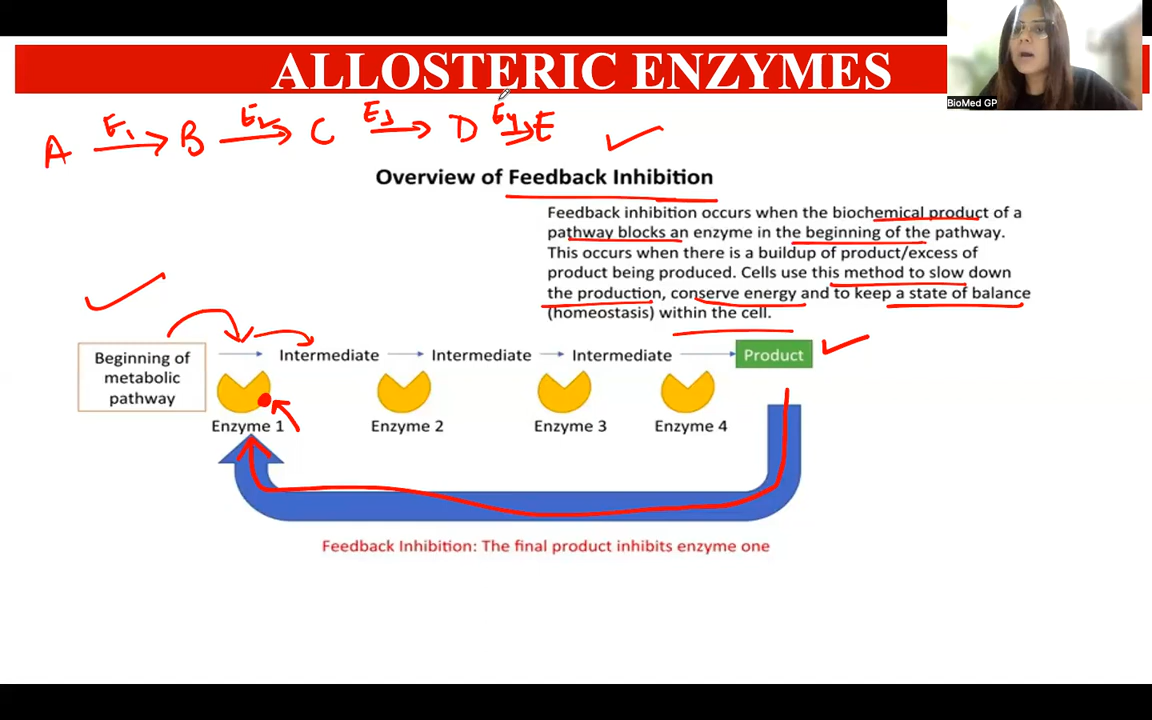 BioMed GP
ALLOSTERIC ENZYMES
A E1 B E2 C E3 D E4 E
Overview of Feedback Inhibition
Feedback inhibition occurs when the biochemical product of a
pathway blocks an enzyme in the beginning of the pathway.
This occurs when there is a buildup of product/excess of
product being produced. Cells use this method to slow down
the production, conserve energy and to keep a state of balance
(homeostasis) within the cell.
Beginning of
metabolic
pathway
Intermediate
Intermediate
Intermediate
Product
Enzyme 1
Enzyme 2
Enzyme 3
Enzyme 4
Feedback Inhibition: The final product inhibits enzyme one